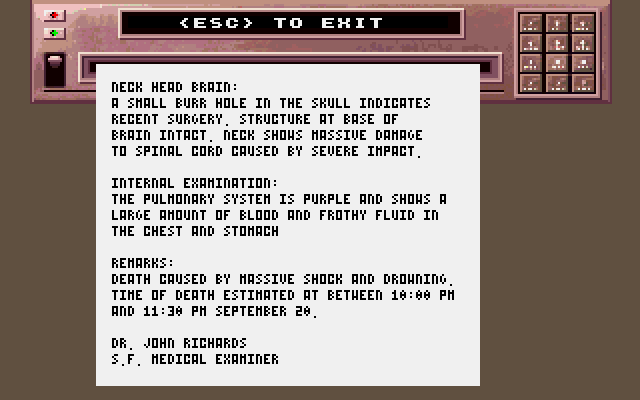 <ESC> TO EXIT
NECK HEAD BRAIN:
A SMALL BURR HOLE IN THE SKULL INDICATES
RECENT SURGERY. STRUCTURE AT BASE OF
BRAIN INTACT. NECK SHOWS MASSIVE DAMAGE
TO SPINAL CORD CAUSED BY SEVERE IMPACT.
INTERNAL EXAMINATION:
THE PULMONARY SYSTEM IS PURPLE AND SHOWS A
LARGE AMOUNT OF BLOOD AND FROTHY FLUID IN
THE CHEST AND STOMACH
REMARKS:
DEATH CAUSED BY MASSIVE SHOCK AND DROWNING.
TIME OF DEATH ESTIMATED AT BETWEEN 10:00 PM
AND 11:30 PM SEPTEMBER 20.
DR. JOHN RICHARDS
S.F. MEDICAL EXAMINER